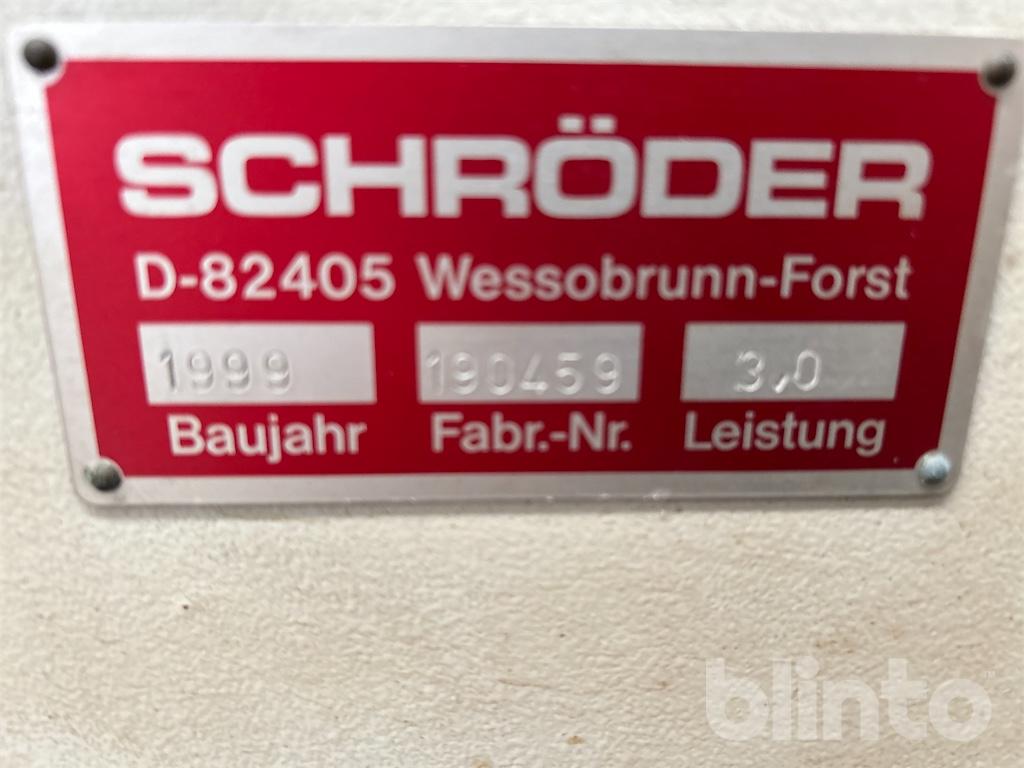 SCHRÖDER
D-82405 Wessobrunn-Forst
1999 190459 3,0
Baujahr Fabr.-Nr. Leistung
blinto